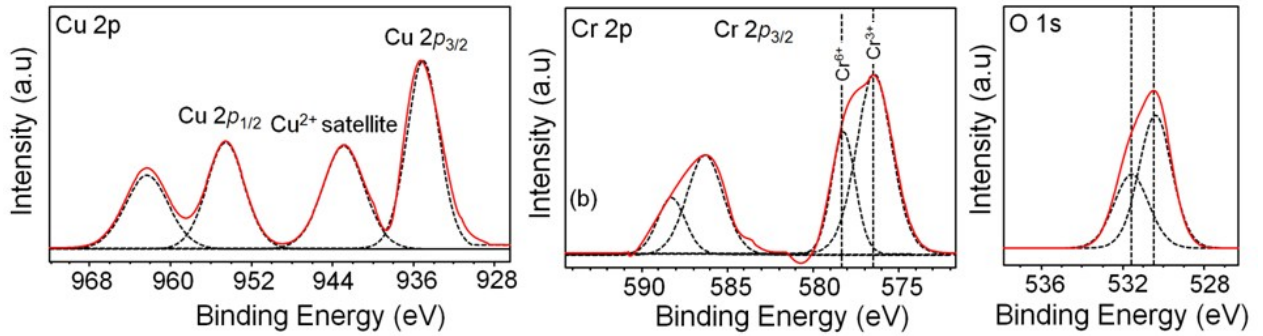 Cu 2p
Cu 2p3/2
Cu 2p1/2
Cu2+ satellite
Intensity (a.u)
968 960 952 944 936 928
Binding Energy (eV)
Cr 2p
Cr 2p3/2
Cr6+
Cr3+
Intensity (a.u)
(b)
590 585 580 575
Binding Energy (eV)
O 1s
Intensity (a.u)
536 532 528
Binding Energy (eV)